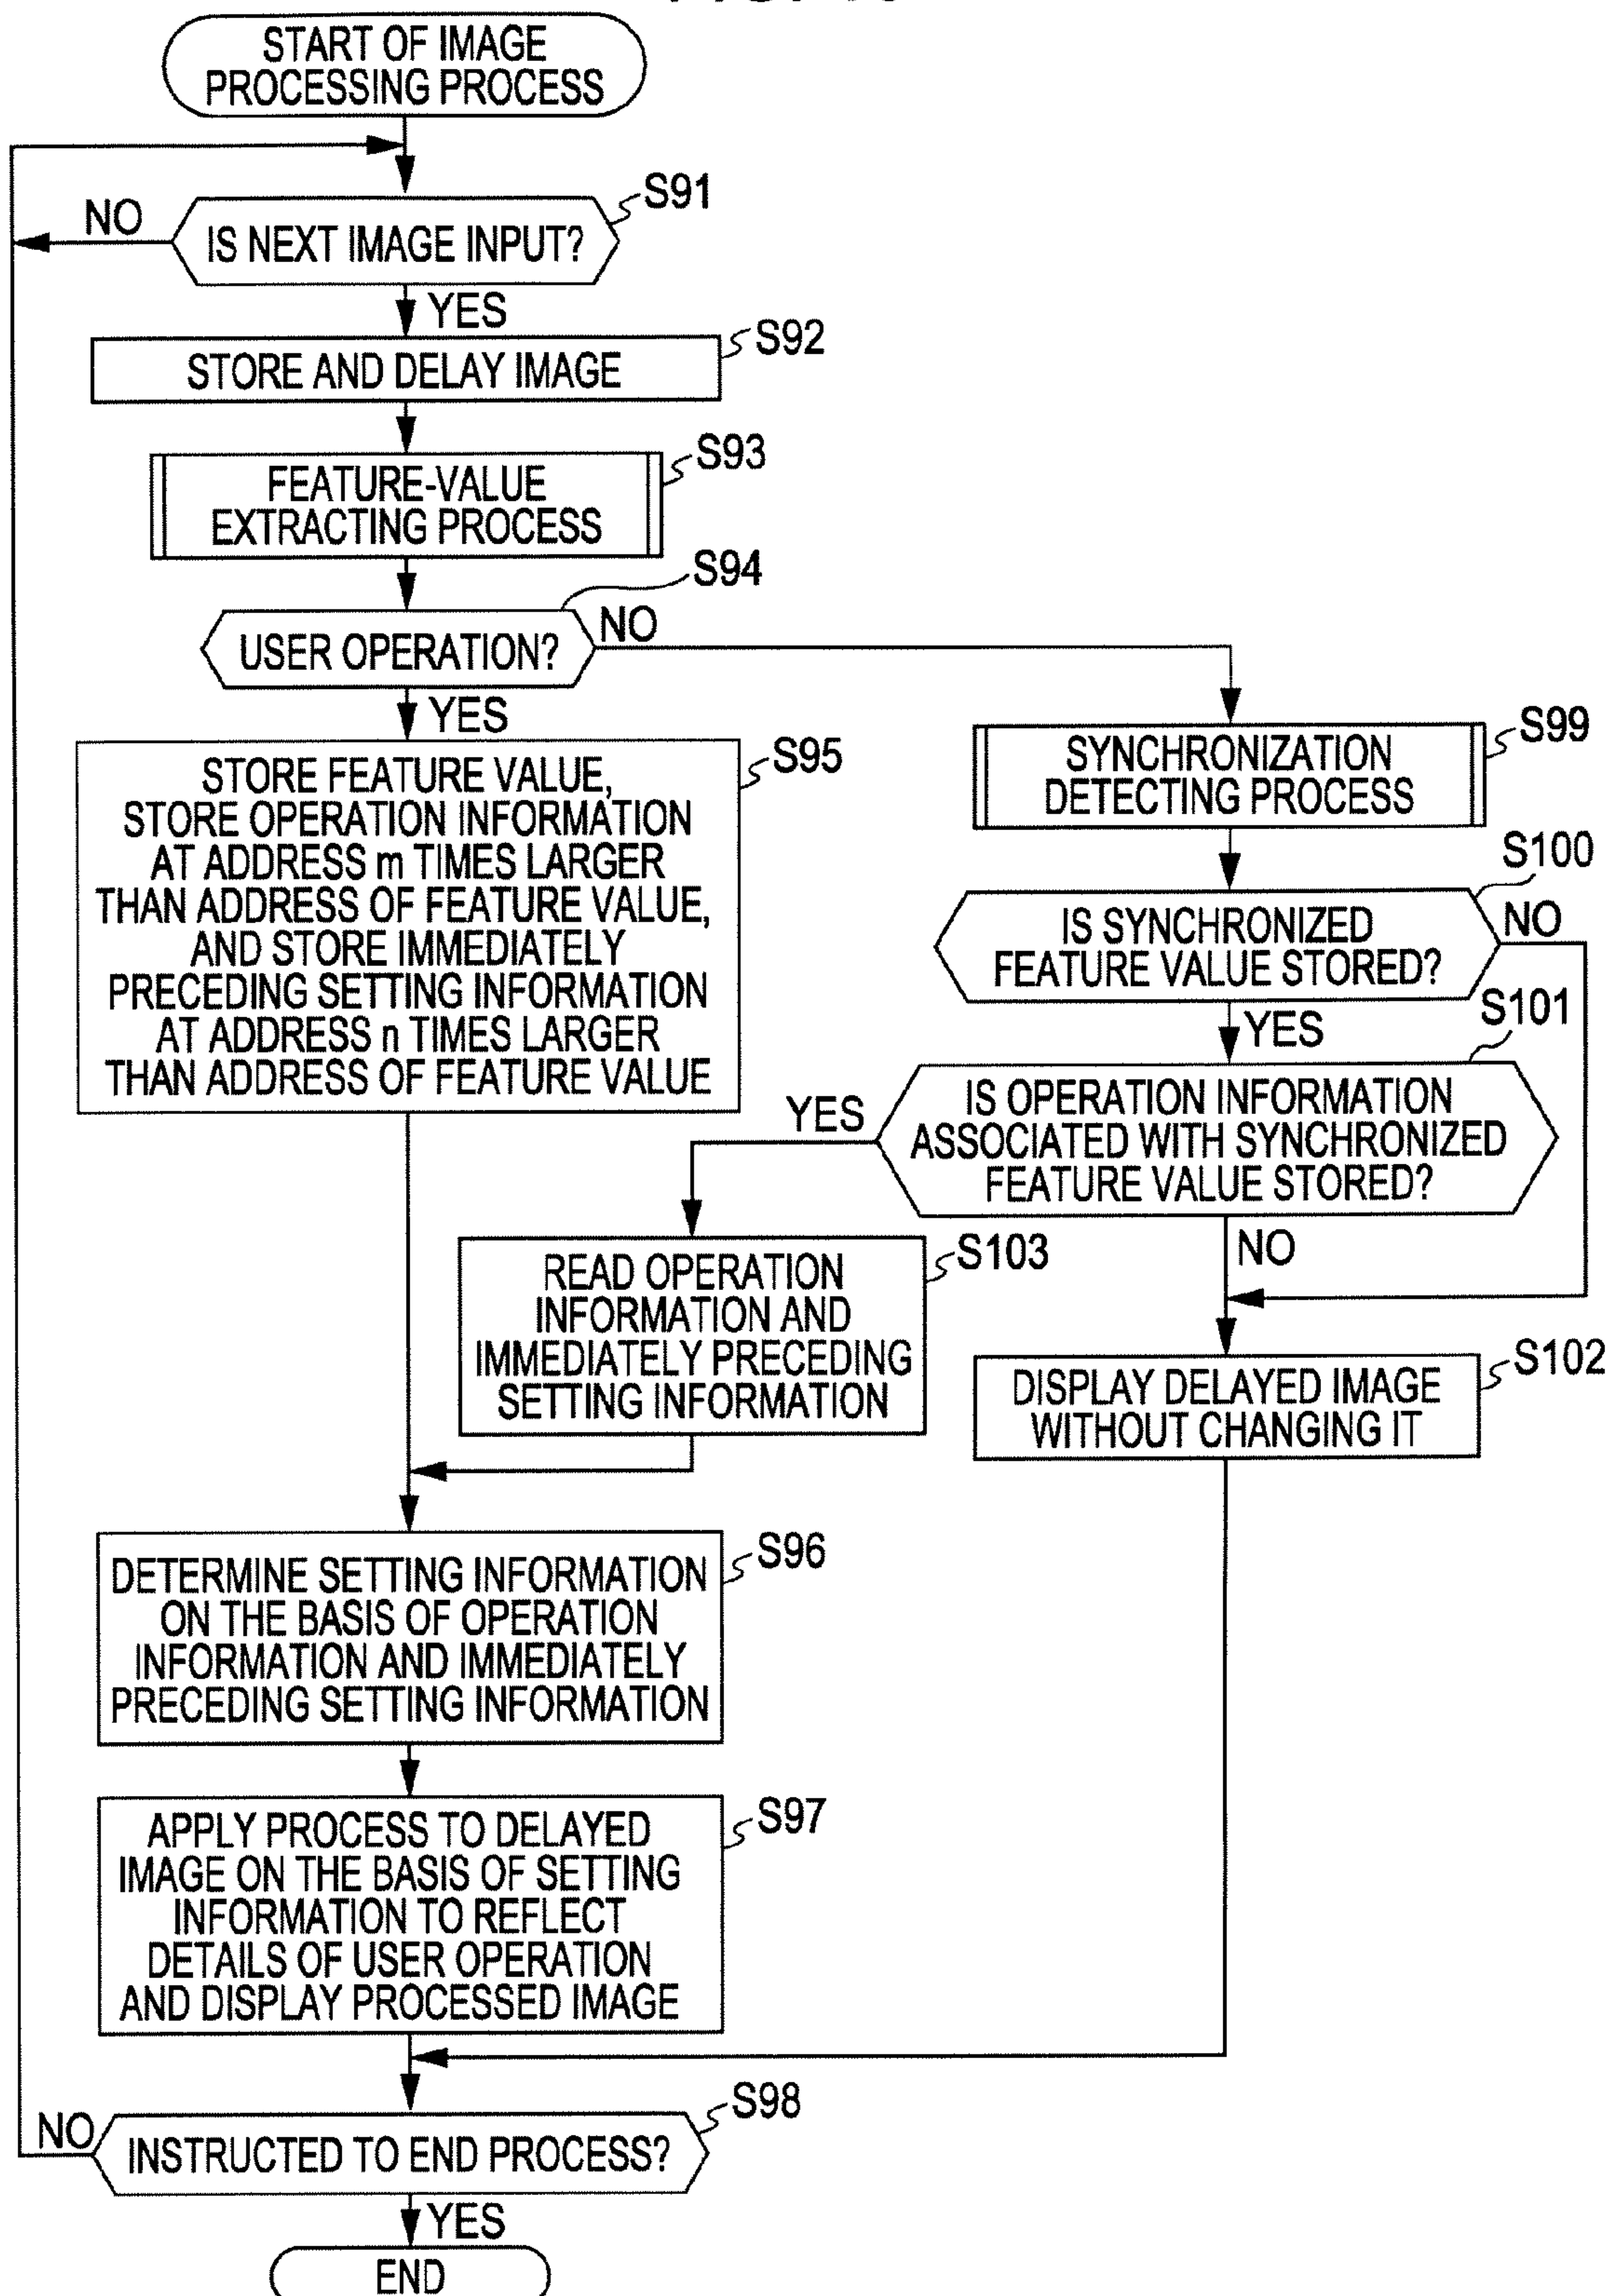 START OF IMAGE
PROCESSING PROCESS
S91
NO
IS NEXT IMAGE INPUT?
YES
S92
STORE AND DELAY IMAGE
S93
FEATURE-VALUE
EXTRACTING PROCESS
S94
USER OPERATION?
NO
YES
S95
STORE FEATURE VALUE,
STORE OPERATION INFORMATION
AT ADDRESS m TIMES LARGER
THAN ADDRESS OF FEATURE VALUE,
AND STORE IMMEDIATELY
PRECEDING SETTING INFORMATION
AT ADDRESS n TIMES LARGER
THAN ADDRESS OF FEATURE VALUE
S99
SYNCHRONIZATION
DETECTING PROCESS
S100
IS SYNCHRONIZED
FEATURE VALUE STORED?
NO
YES
S101
IS OPERATION INFORMATION
ASSOCIATED WITH SYNCHRONIZED
FEATURE VALUE STORED?
YES
NO
S103
READ OPERATION
INFORMATION AND
IMMEDIATELY PRECEDING
SETTING INFORMATION
S102
DISPLAY DELAYED IMAGE
WITHOUT CHANGING IT
S96
DETERMINE SETTING INFORMATION
ON THE BASIS OF OPERATION
INFORMATION AND IMMEDIATELY
PRECEDING SETTING INFORMATION
S97
APPLY PROCESS TO DELAYED
IMAGE ON THE BASIS OF SETTING
INFORMATION TO REFLECT
DETAILS OF USER OPERATION
AND DISPLAY PROCESSED IMAGE
S98
NO
INSTRUCTED TO END PROCESS?
YES
END